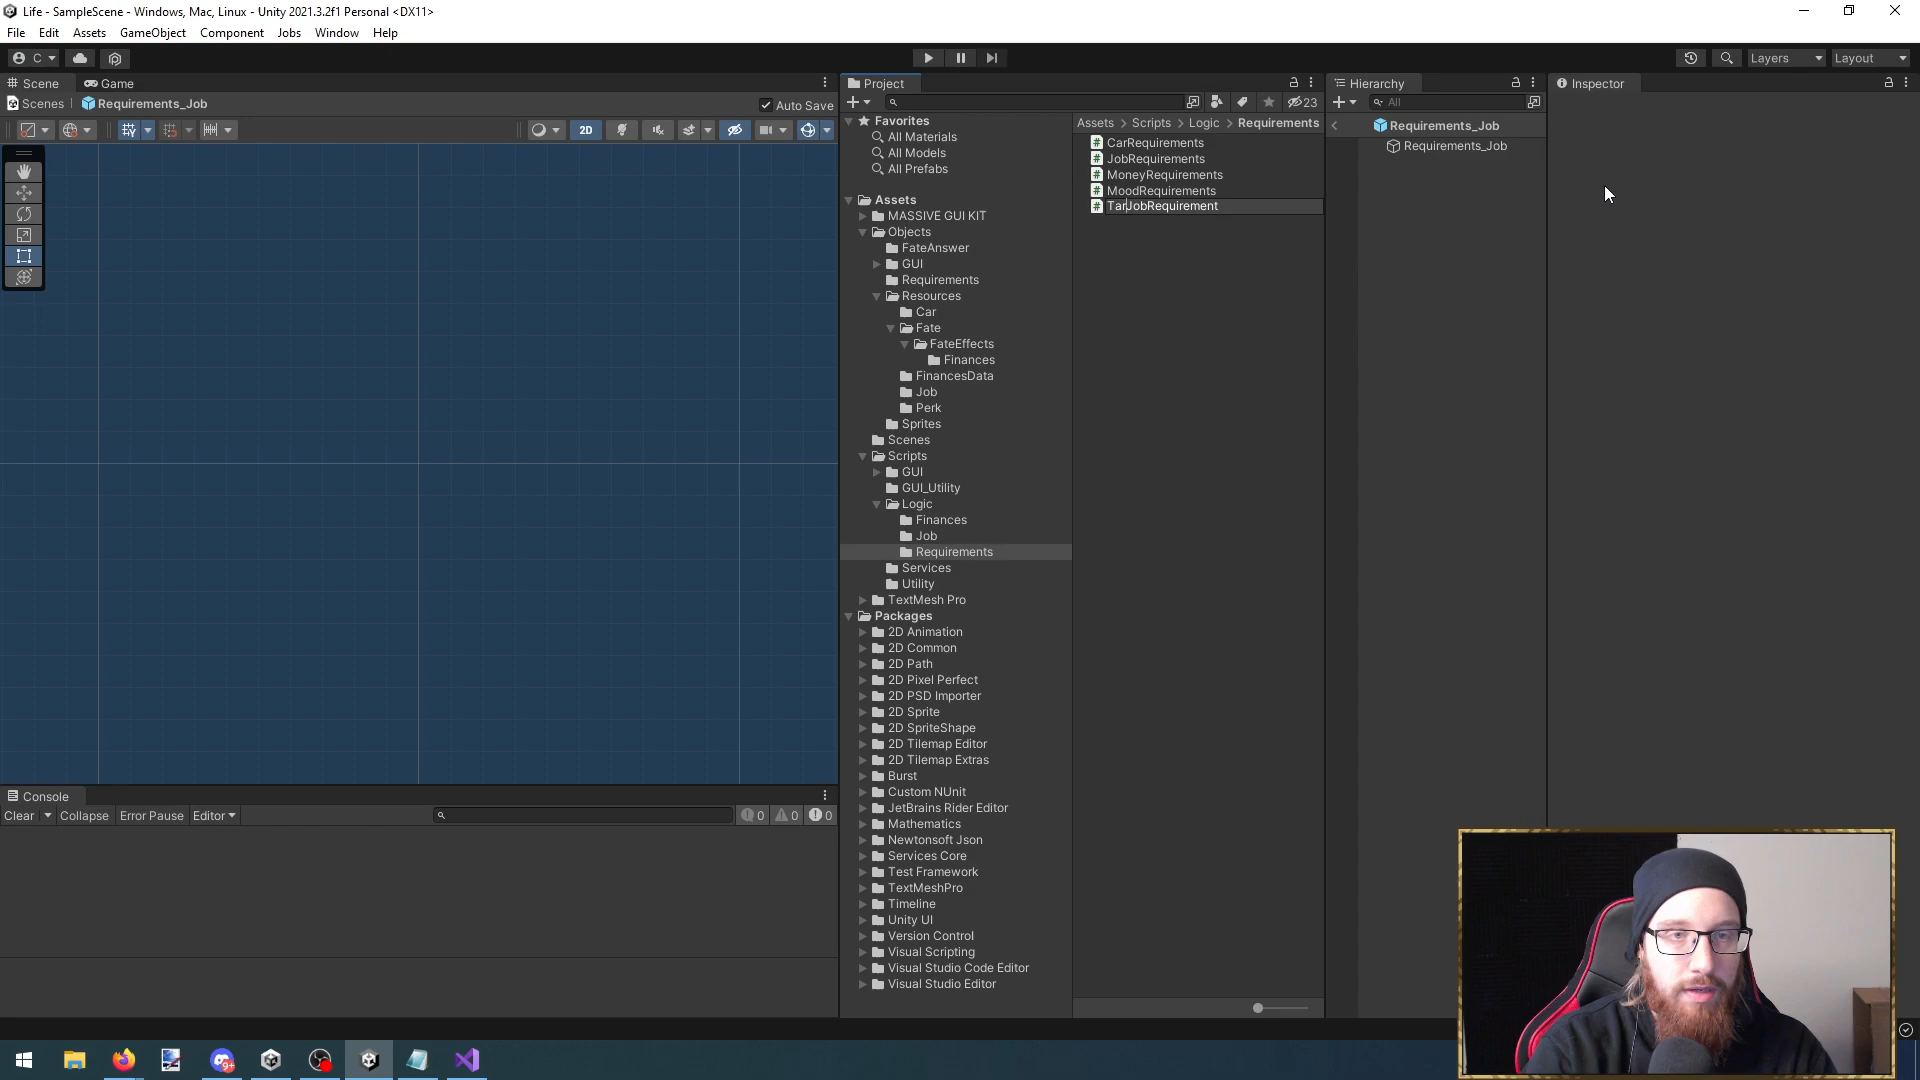 Life - SampleScene - Windows, Mac, Linux - Unity 2021.3.2f1 Personal <DX11>
File Edit Assets GameObject Component Jobs Window Help
C Layers Layout
Scene Game
Scenes Requirements_Job Auto Save
2D
Console
Clear Collapse Error Pause Editor 0 0 0
Project
23
Favorites
All Materials
All Models
All Prefabs
Assets
MASSIVE GUI KIT
Objects
FateAnswer
GUI
Requirements
Resources
Car
Fate
FateEffects
Finances
FinancesData
Job
Perk
Sprites
Scenes
Scripts
GUI
GUI_Utility
Logic
Finances
Job
Requirements
Services
Utility
TextMesh Pro
Packages
2D Animation
2D Common
2D Path
2D Pixel Perfect
2D PSD Importer
2D Sprite
2D SpriteShape
2D Tilemap Editor
2D Tilemap Extras
Burst
Custom NUnit
JetBrains Rider Editor
Mathematics
Newtonsoft Json
Services Core
Test Framework
TextMeshPro
Timeline
Unity UI
Version Control
Visual Scripting
Visual Studio Code Editor
Visual Studio Editor
Assets > Scripts > Logic > Requirements
# CarRequirements
# JobRequirements
# MoneyRequirements
# MoodRequirements
# TarJobRequirement
Hierarchy
All
Requirements_Job
Requirements_Job
Inspector
9+